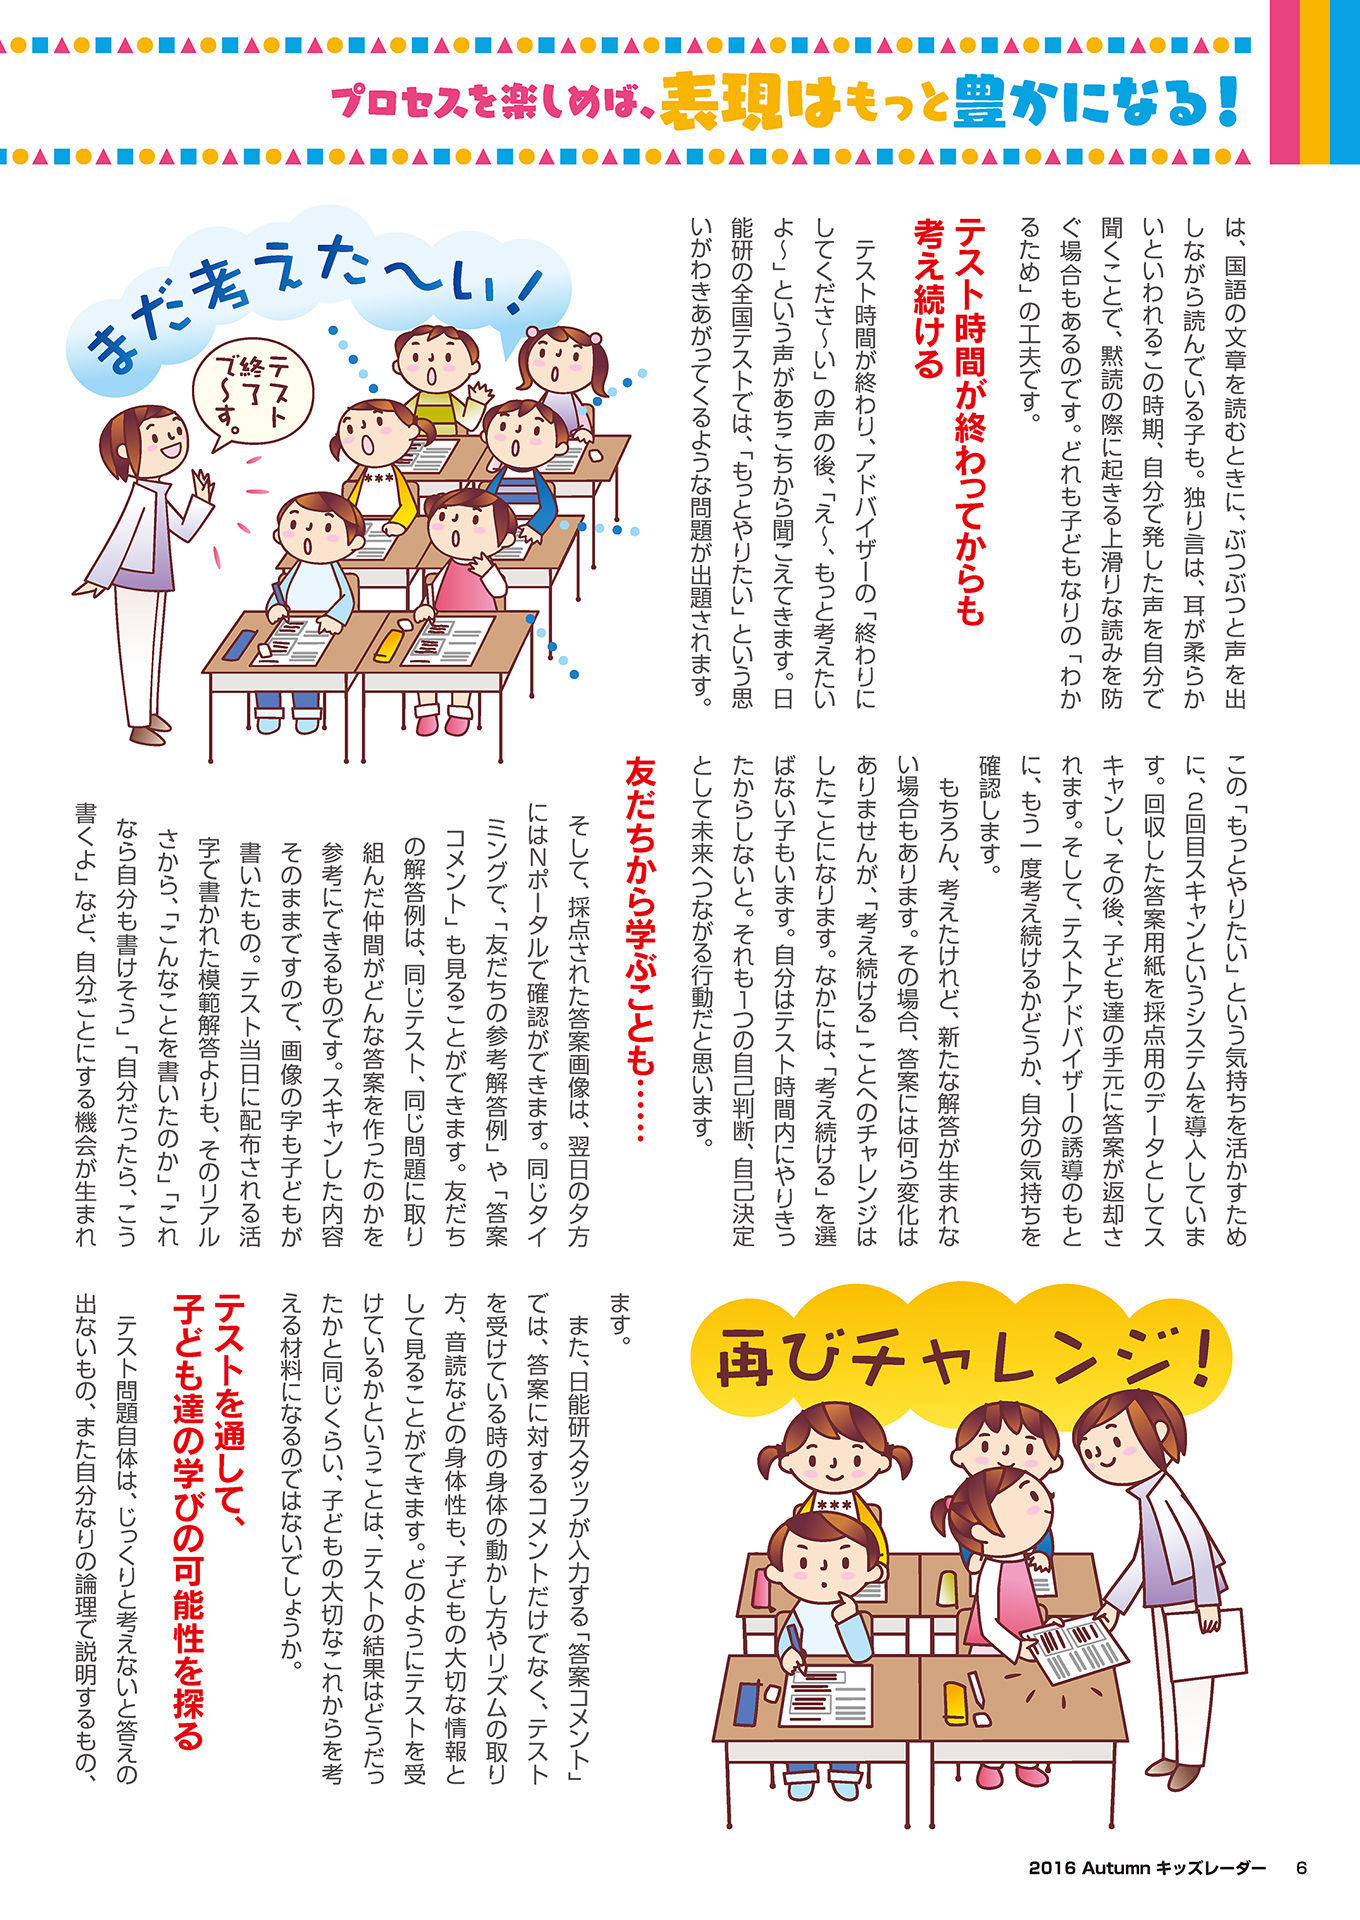 プロセスを楽しめば、表現はもっと豊かになる！
は、国語の文章を読むときに、ぶつぶつと声を出
しながら読んでいる子も。独り言は、耳が柔らか
いといわれるこの時期、自分で発した声を自分で
聞くことで、黙読の際に起きる上滑りな読みを防
ぐ場合もあるのです。どれも子どもなりの「わか
るため」の工夫です。
テスト時間が終わってからも
考え続ける
テスト時間が終わり、アドバイザーの「終わりに
してくださ〜い」の声の後、「え〜、もっと考えたい
よ〜」という声があちこちから聞こえてきます。日
能研の全国テストでは、「もっとやりたい」という思
いがわきあがってくるような問題が出題されます。
まだ考えた〜い！
テスト
終了
で〜す。
この「もっとやりたい」という気持ちを活かすため
に、2回目スキャンというシステムを導入していま
す。回収した答案用紙を採点用のデータとしてス
キャンし、その後、子ども達の手元に答案が返却さ
れます。そして、テストアドバイザーの誘導のもと
に、もう一度考え続けるかどうか、自分の気持ちを
確認します。
もちろん、考えたけれど、新たな解答が生まれな
い場合もあります。その場合、答案には何ら変化は
ありませんが、「考え続ける」ことへのチャレンジは
したことになります。なかには、「考え続ける」を選
ばない子もいます。自分はテスト時間内にやりきっ
たからしないと。それも1つの自己判断、自己決定
として未来へつながる行動だと思います。
友だちから学ぶことも……
そして、採点された答案画像は、翌日の夕方
にはNポータルで確認ができます。同じタイ
ミングで、「友だちの参考解答例」や「答案
コメント」も見ることができます。友だち
の解答例は、同じテスト、同じ問題に取り
組んだ仲間がどんな答案を作ったのかを
参考にできるものです。スキャンした内容
そのままですので、画像の字も子どもが
書いたもの。テスト当日に配布される活
字で書かれた模範解答よりも、そのリアル
さから、「こんなことを書いたのか」「これ
なら自分も書けそう」「自分だったら、こう
書くよ」など、自分ごとにする機会が生まれ
ます。
また、日能研スタッフが入力する「答案コメント」
では、答案に対するコメントだけでなく、テスト
を受けている時の身体の動かし方やリズムの取り
方、音読などの身体性も、子どもの大切な情報と
して見ることができます。どのようにテストを受
けているかということは、テストの結果はどうだっ
たかと同じくらい、子どもの大切なこれからを考
える材料になるのではないでしょうか。
テストを通して、
子ども達の学びの可能性を探る
テスト問題自体は、じっくりと考えないと答えの
出ないもの、また自分なりの論理で説明するもの、
再びチャレンジ！
2016 Autumn キッズレーダー 6